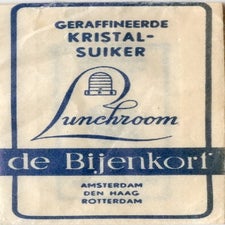 GERAFFINEERDE
KRISTAL-
SUIKER
Lunchroom
de Bijenkorf
AMSTERDAM
DEN HAAG
ROTTERDAM